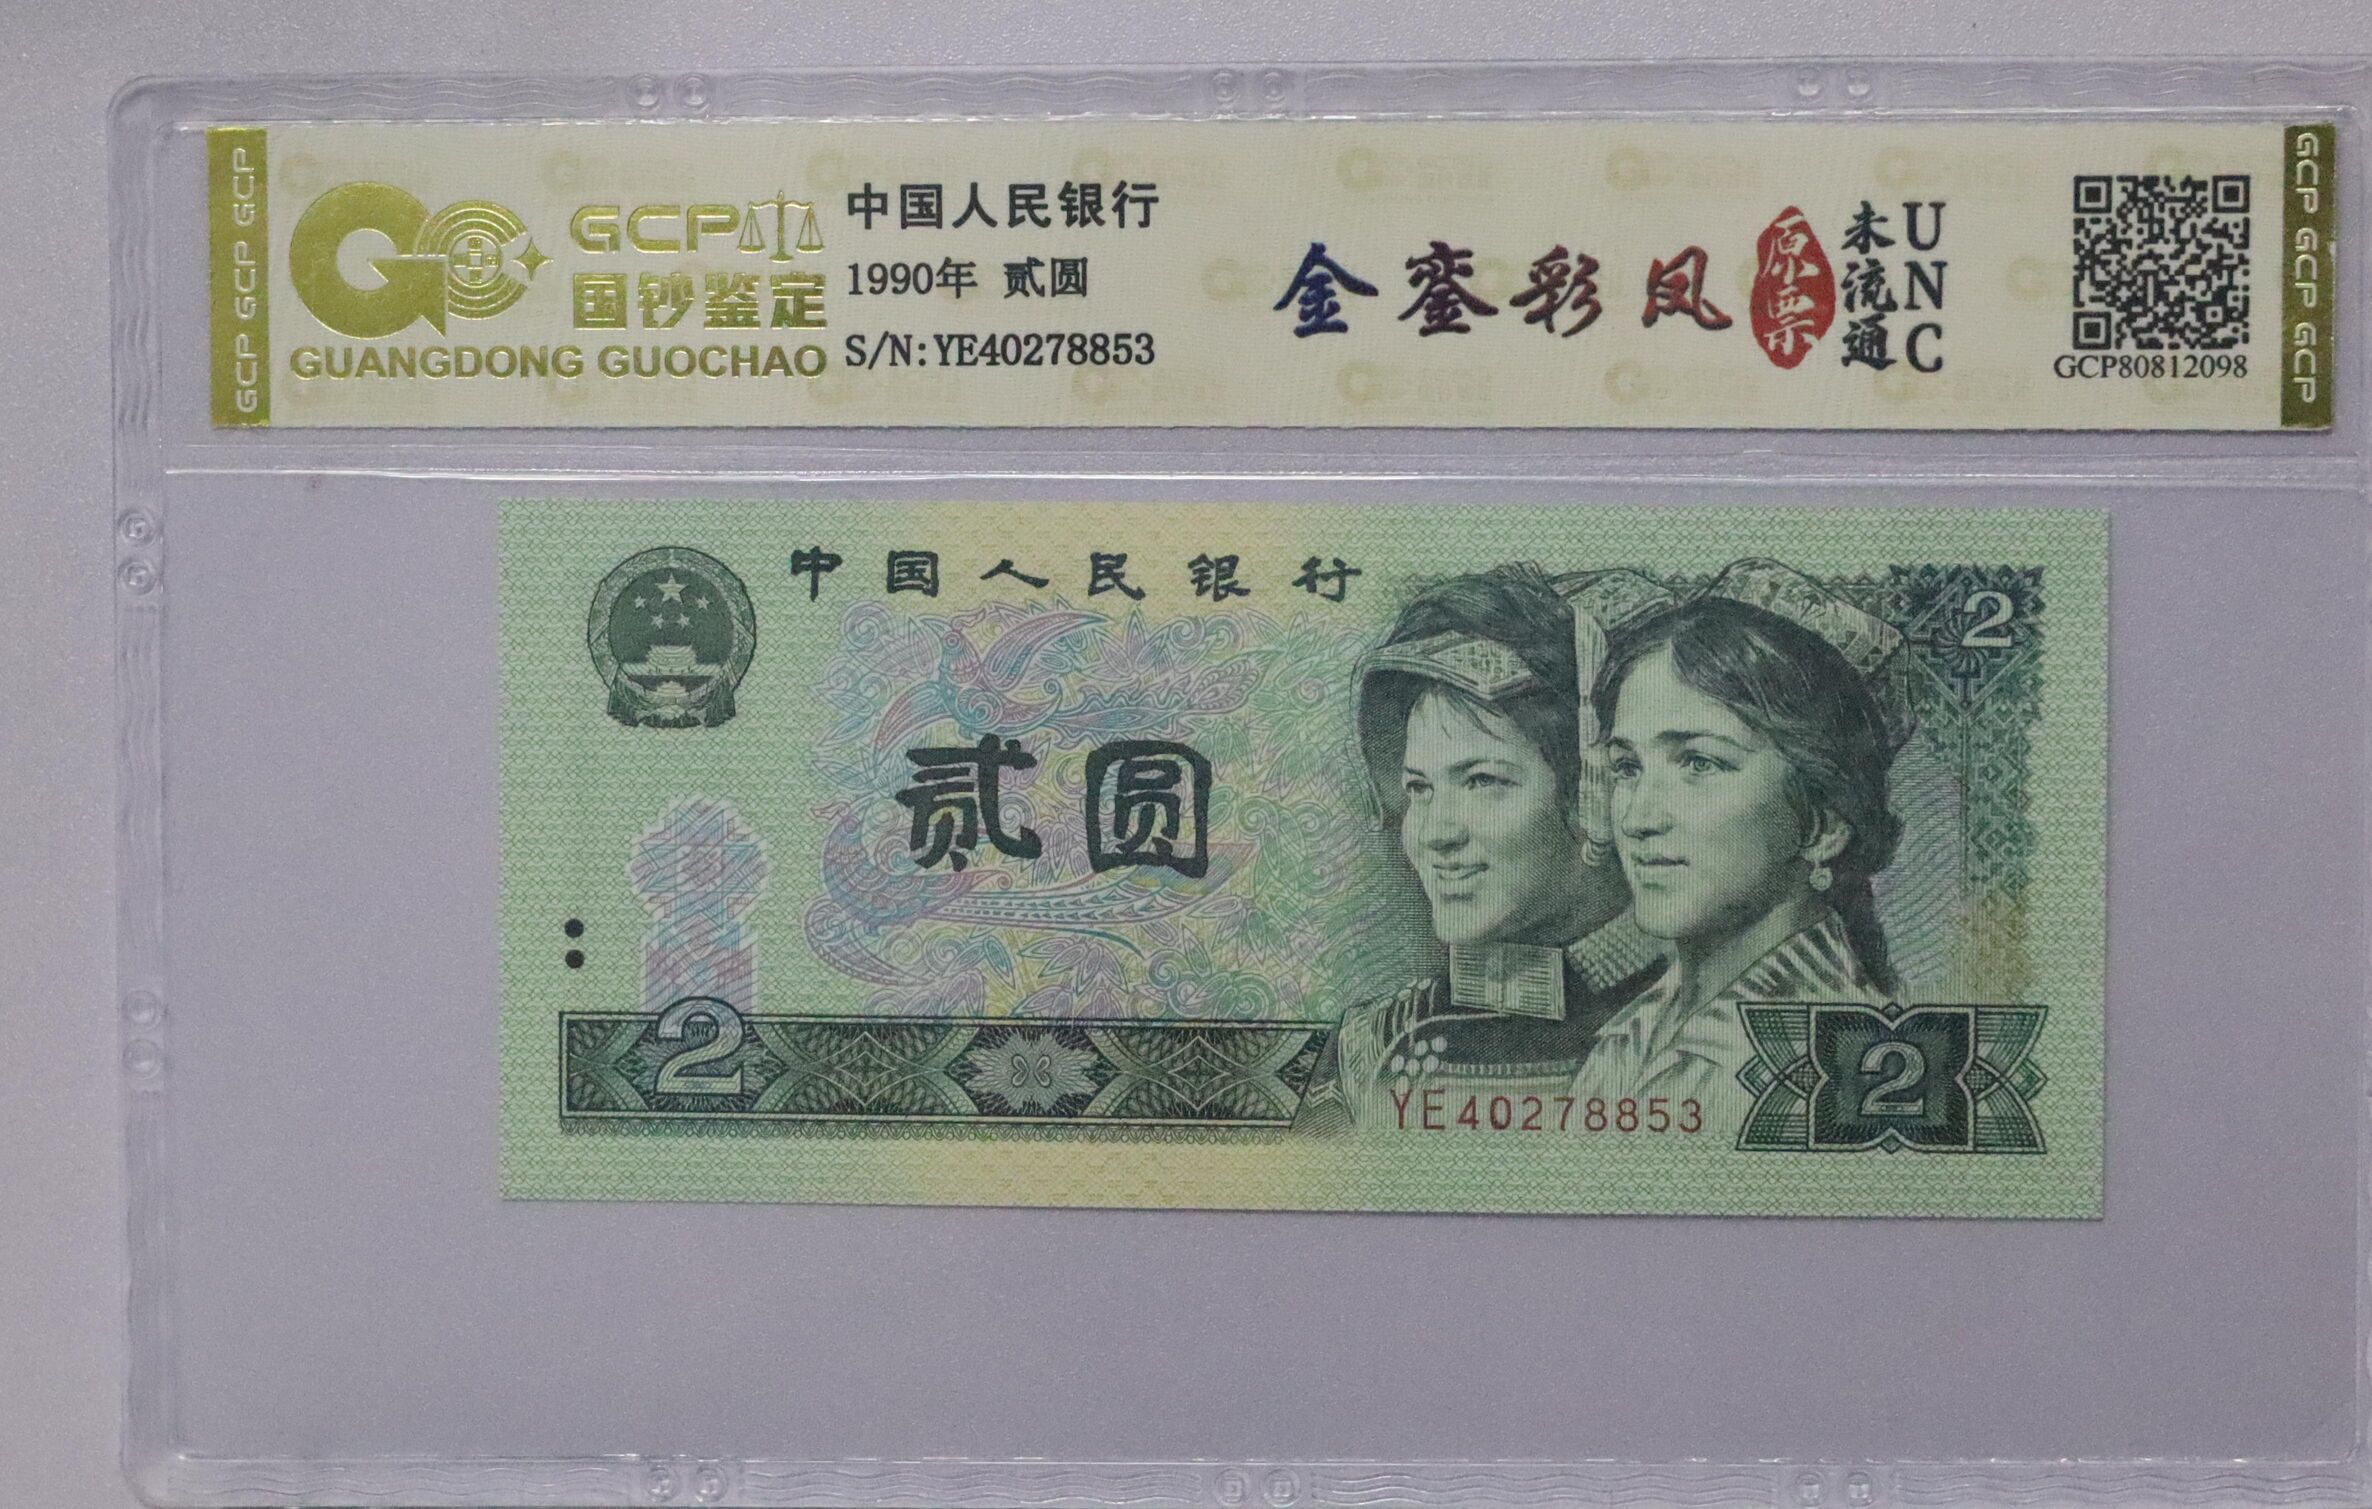 GCP GCP GCP
GCP
国钞鉴定
GUANGDONG GUOCHAO
中国人民银行
1990年 贰圆
S/N:YE40278853
金銮彩凤
原票
未流通
UNC
GCP80812098
GCP GCP GCP
中国人民银行
2
贰圆
2
YE40278853
2